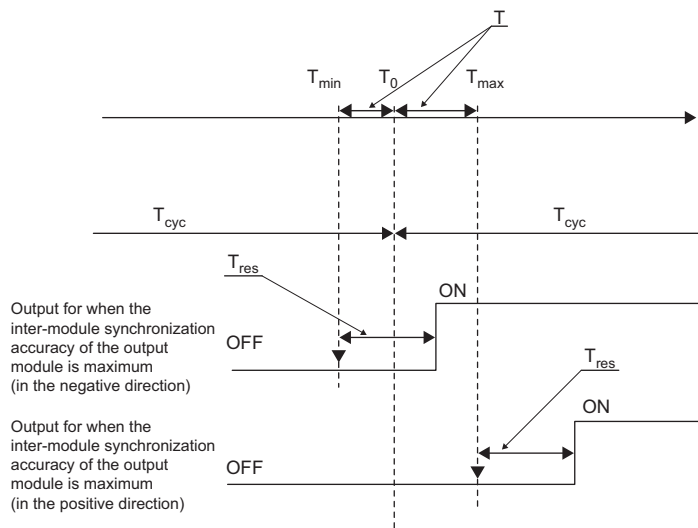 T
Tmin T0 Tmax
Tcyc Tcyc
Tres
ON
Output for when the
inter-module synchronization
accuracy of the output
module is maximum
(in the negative direction)
OFF
Tres
ON
Output for when the
inter-module synchronization
accuracy of the output
module is maximum
(in the positive direction)
OFF